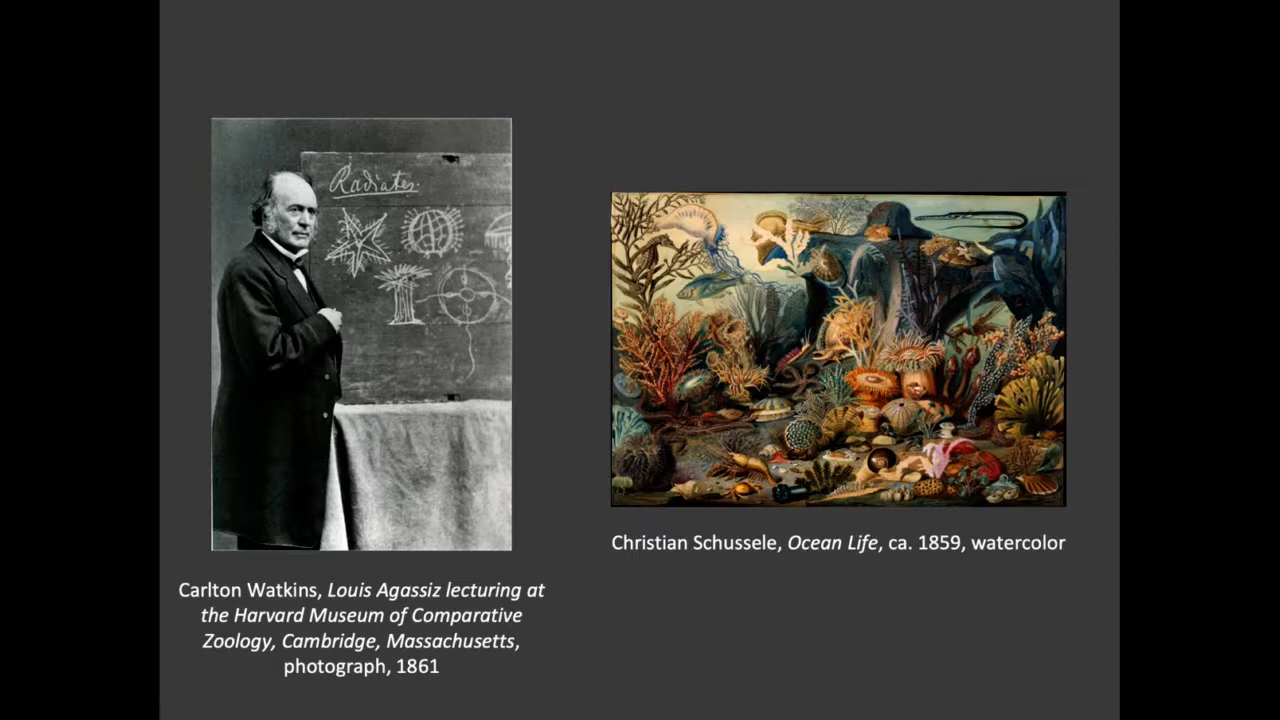 Radiates.
Carlton Watkins, Louis Agassiz lecturing at
the Harvard Museum of Comparative
Zoology, Cambridge, Massachusetts,
photograph, 1861
Christian Schussele, Ocean Life, ca. 1859, watercolor